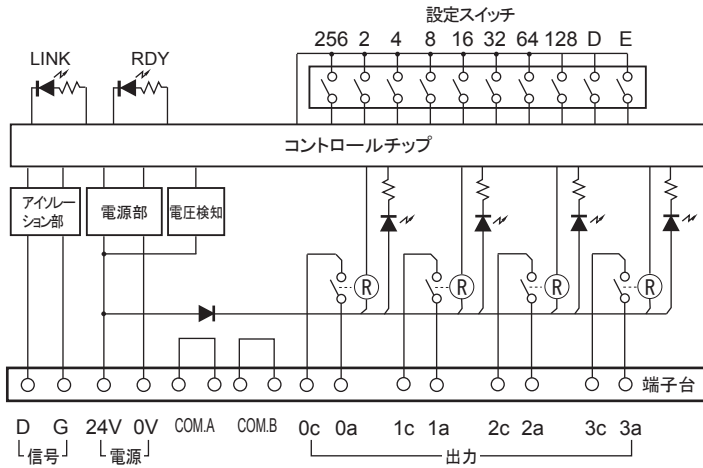 設定スイッチ
256 2 4 8 16 32 64 128 D E
LINK RDY
コントロールチップ
アイソレー
ション部
電源部
電圧検知
R R R R
端子台
D G 24V 0V COM.A COM.B 0c 0a 1c 1a 2c 2a 3c 3a
信号 電源 出力